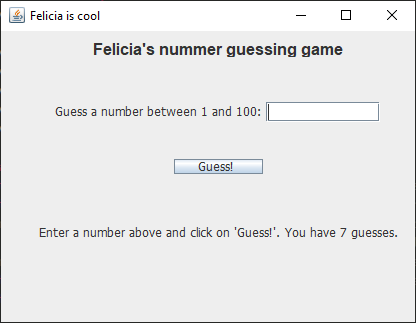 Felicia is cool
Felicia's nummer guessing game
Guess a number between 1 and 100:
Guess!
Enter a number above and click on 'Guess!'. You have 7 guesses.